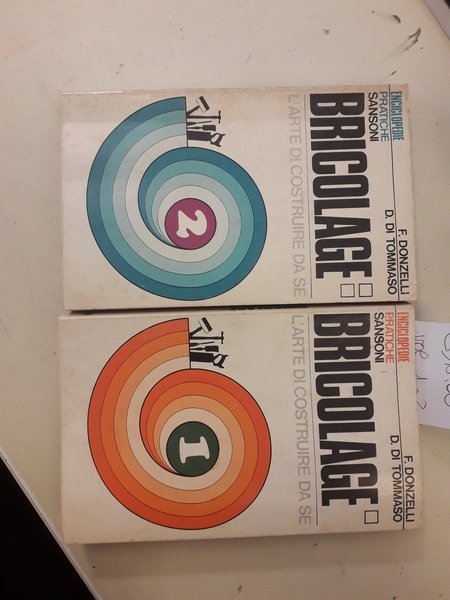 F. DONZELLI
D. DI TOMMASO
ENCICLOPEDIE
PRATICHE
SANSONI
BRICOLAGE
L'ARTE DI COSTRUIRE DA SE
2
F. DONZELLI
D. DI TOMMASO
ENCICLOPEDIE
PRATICHE
SANSONI
BRICOLAGE
L'ARTE DI COSTRUIRE DA SE
1